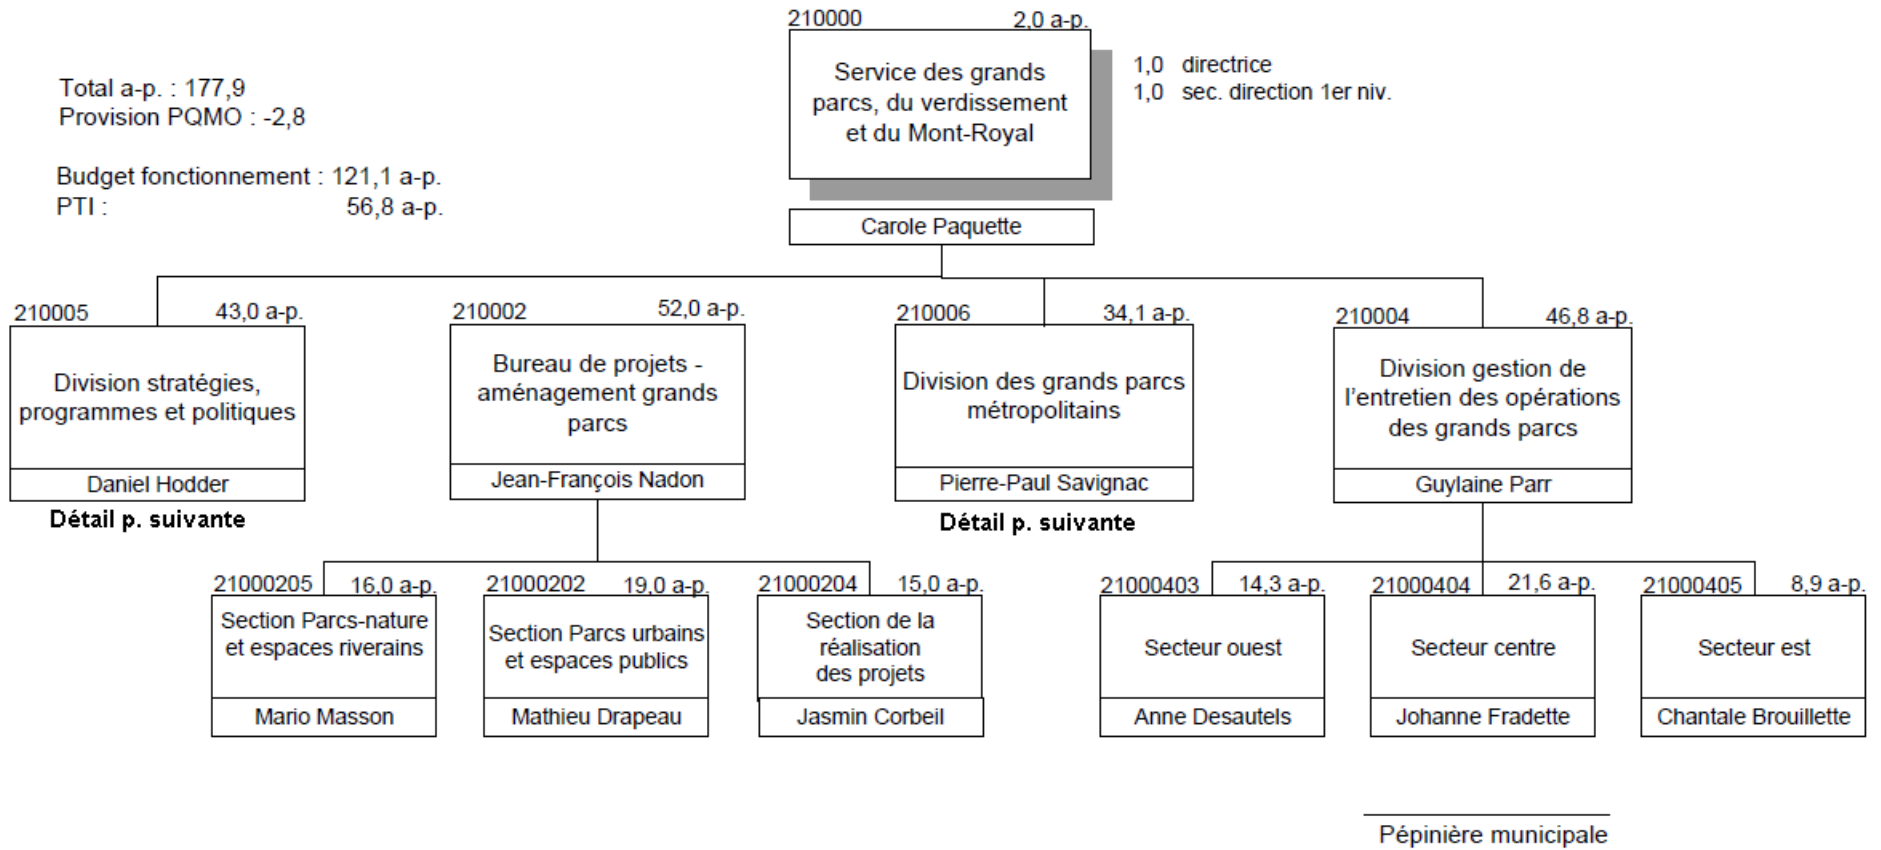 210000
2,0 a-p.
Service des grands
parcs, du verdissement
et du Mont-Royal
1,0 directrice
1,0 sec. direction 1er niv.
Carole Paquette
Total a-p. : 177,9
Provision PQMO : -2,8
Budget fonctionnement : 121,1 a-p.
PTI : 56,8 a-p.
210005
43,0 a-p.
Division stratégies,
programmes et politiques
Daniel Hodder
Détail p. suivante
210002
52,0 a-p.
Bureau de projets -
aménagement grands
parcs
Jean-François Nadon
210006
34,1 a-p.
Division des grands parcs
métropolitains
Pierre-Paul Savignac
Détail p. suivante
210004
46,8 a-p.
Division gestion de
l'entretien des opérations
des grands parcs
Guylaine Parr
21000205
16,0 a-p.
Section Parcs-nature
et espaces riverains
Mario Masson
21000202
19,0 a-p.
Section Parcs urbains
et espaces publics
Mathieu Drapeau
21000204
15,0 a-p.
Section de la
réalisation
des projets
Jasmin Corbeil
21000403
14,3 a-p.
Secteur ouest
Anne Desautels
21000404
21,6 a-p.
Secteur centre
Johanne Fradette
21000405
8,9 a-p.
Secteur est
Chantale Brouillette
Pépinière municipale